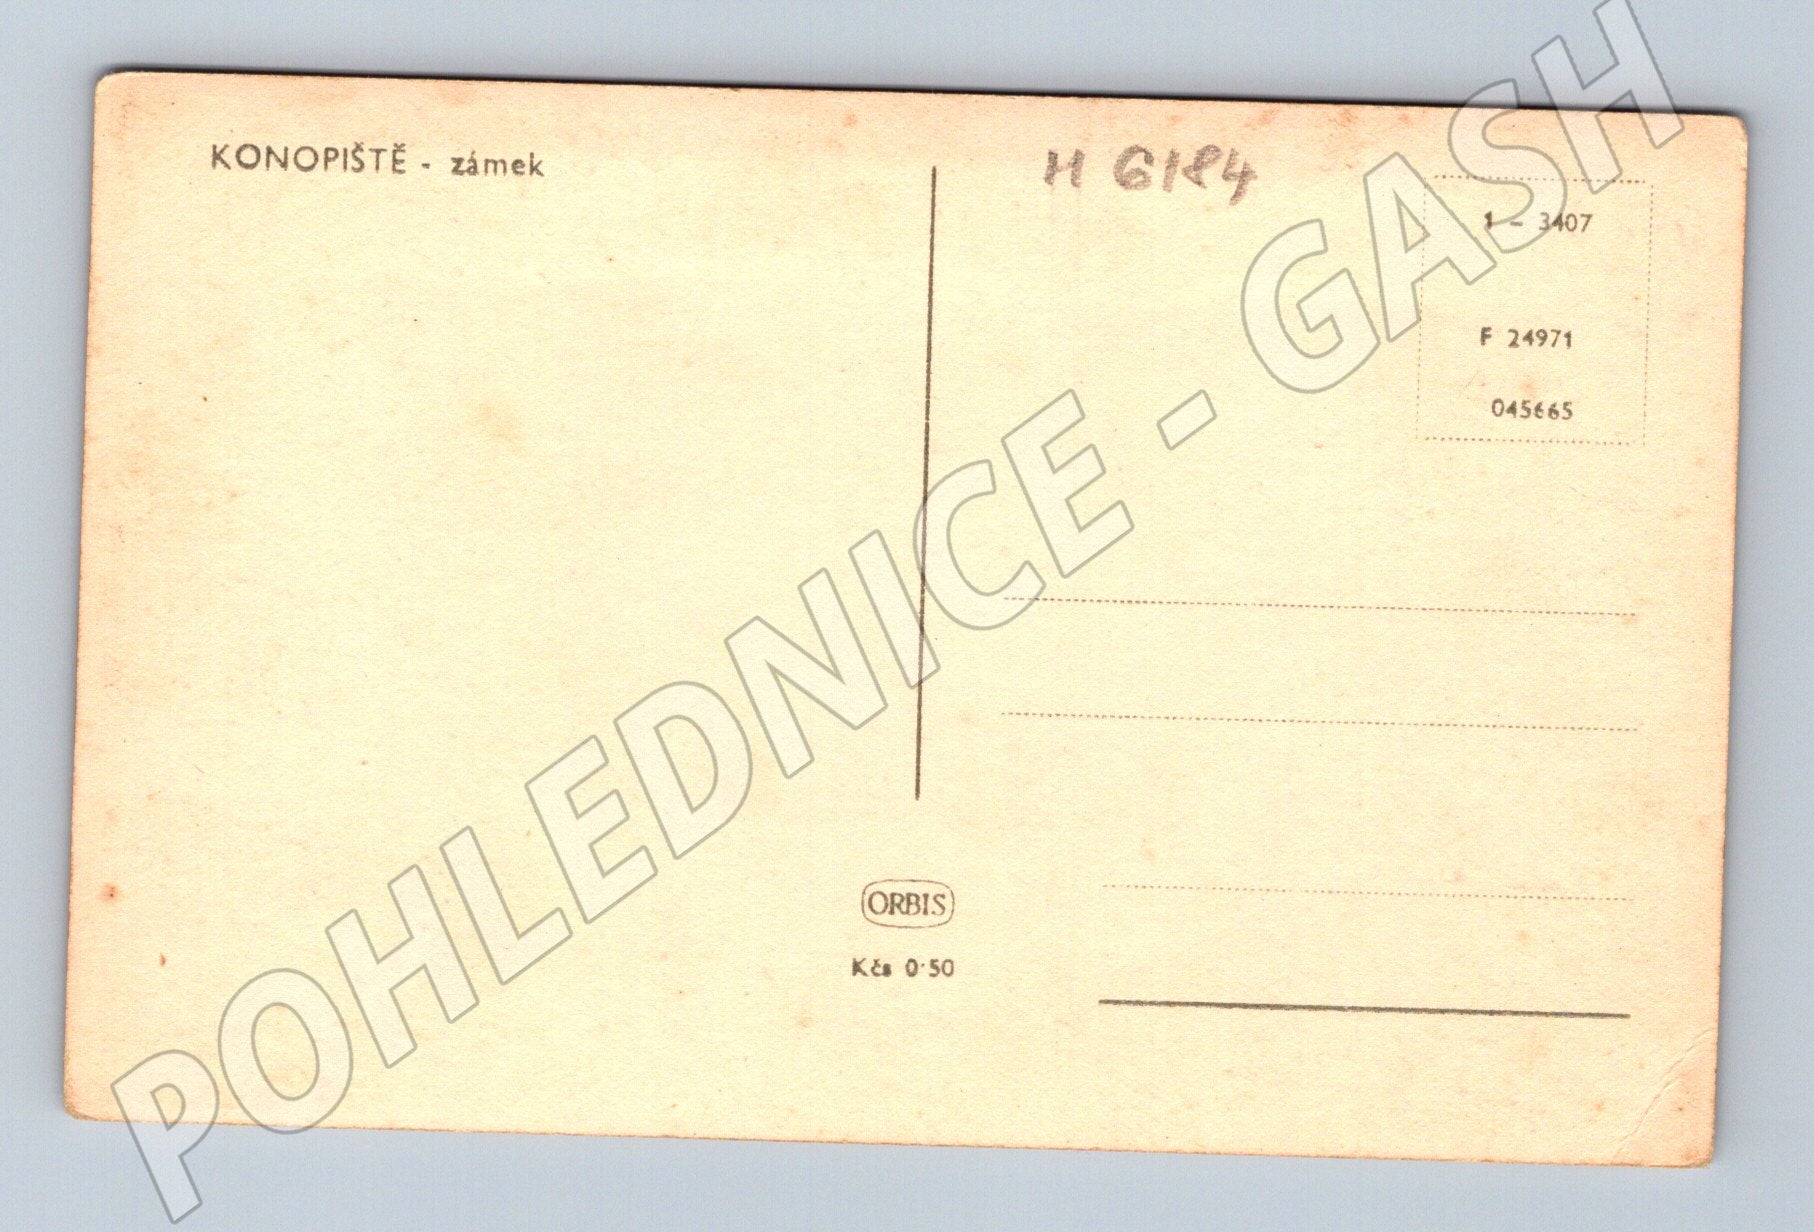 KONOPIŠTĚ - zámek
H 6184
1 - 3407
F 24971
045665
ORBIS
Kčs 0·50
POHLEDNICE - GASH